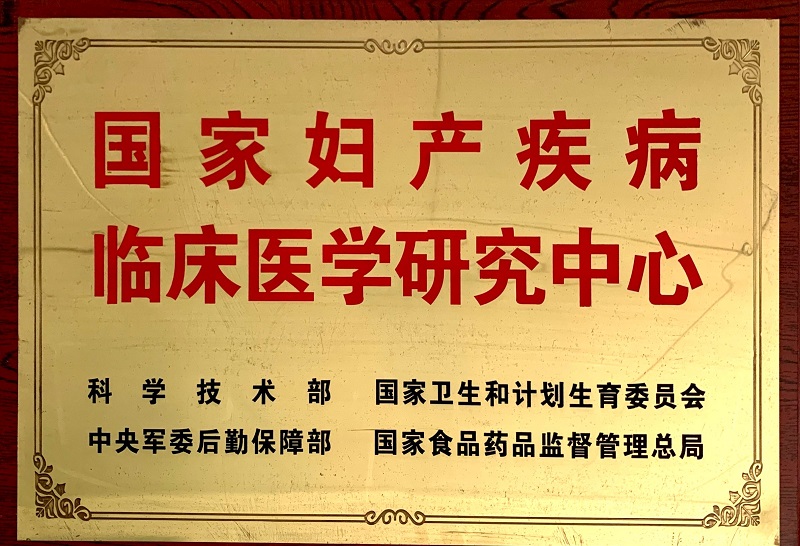 国家妇产疾病
临床医学研究中心
科学技术部 国家卫生和计划生育委员会
中央军委后勤保障部 国家食品药品监督管理总局